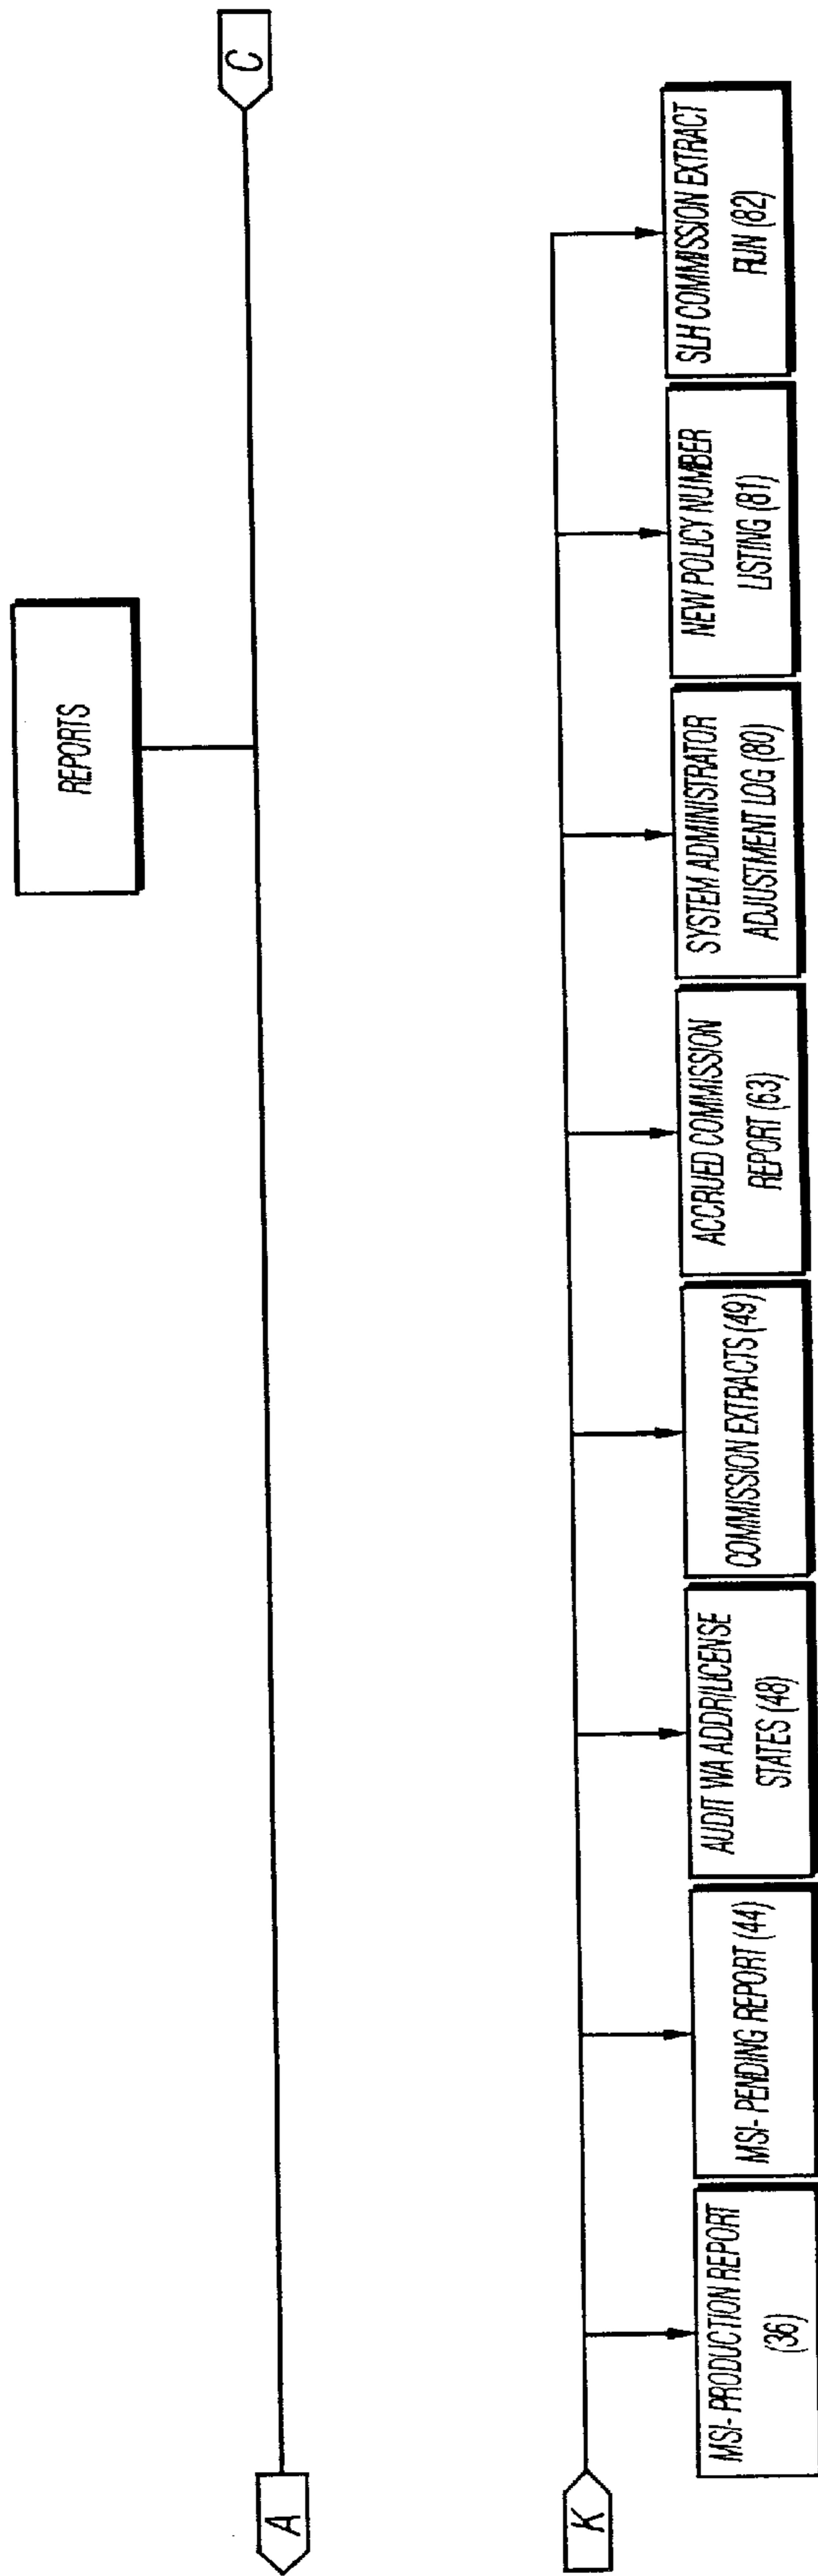 REPORTS
A
C
K
MSI- PRODUCTION REPORT
(36)
MSI- PENDING REPORT (44)
AUDIT WA ADDR/LICENSE
STATES (48)
COMMISSION EXTRACTS (49)
ACCRUED COMMISSION
REPORT (63)
SYSTEM ADMINISTRATOR
ADJUSTMENT LOG (80)
NEW POLICY NUMBER
LISTING (81)
SLH COMMISSION EXTRACT
RUN (82)